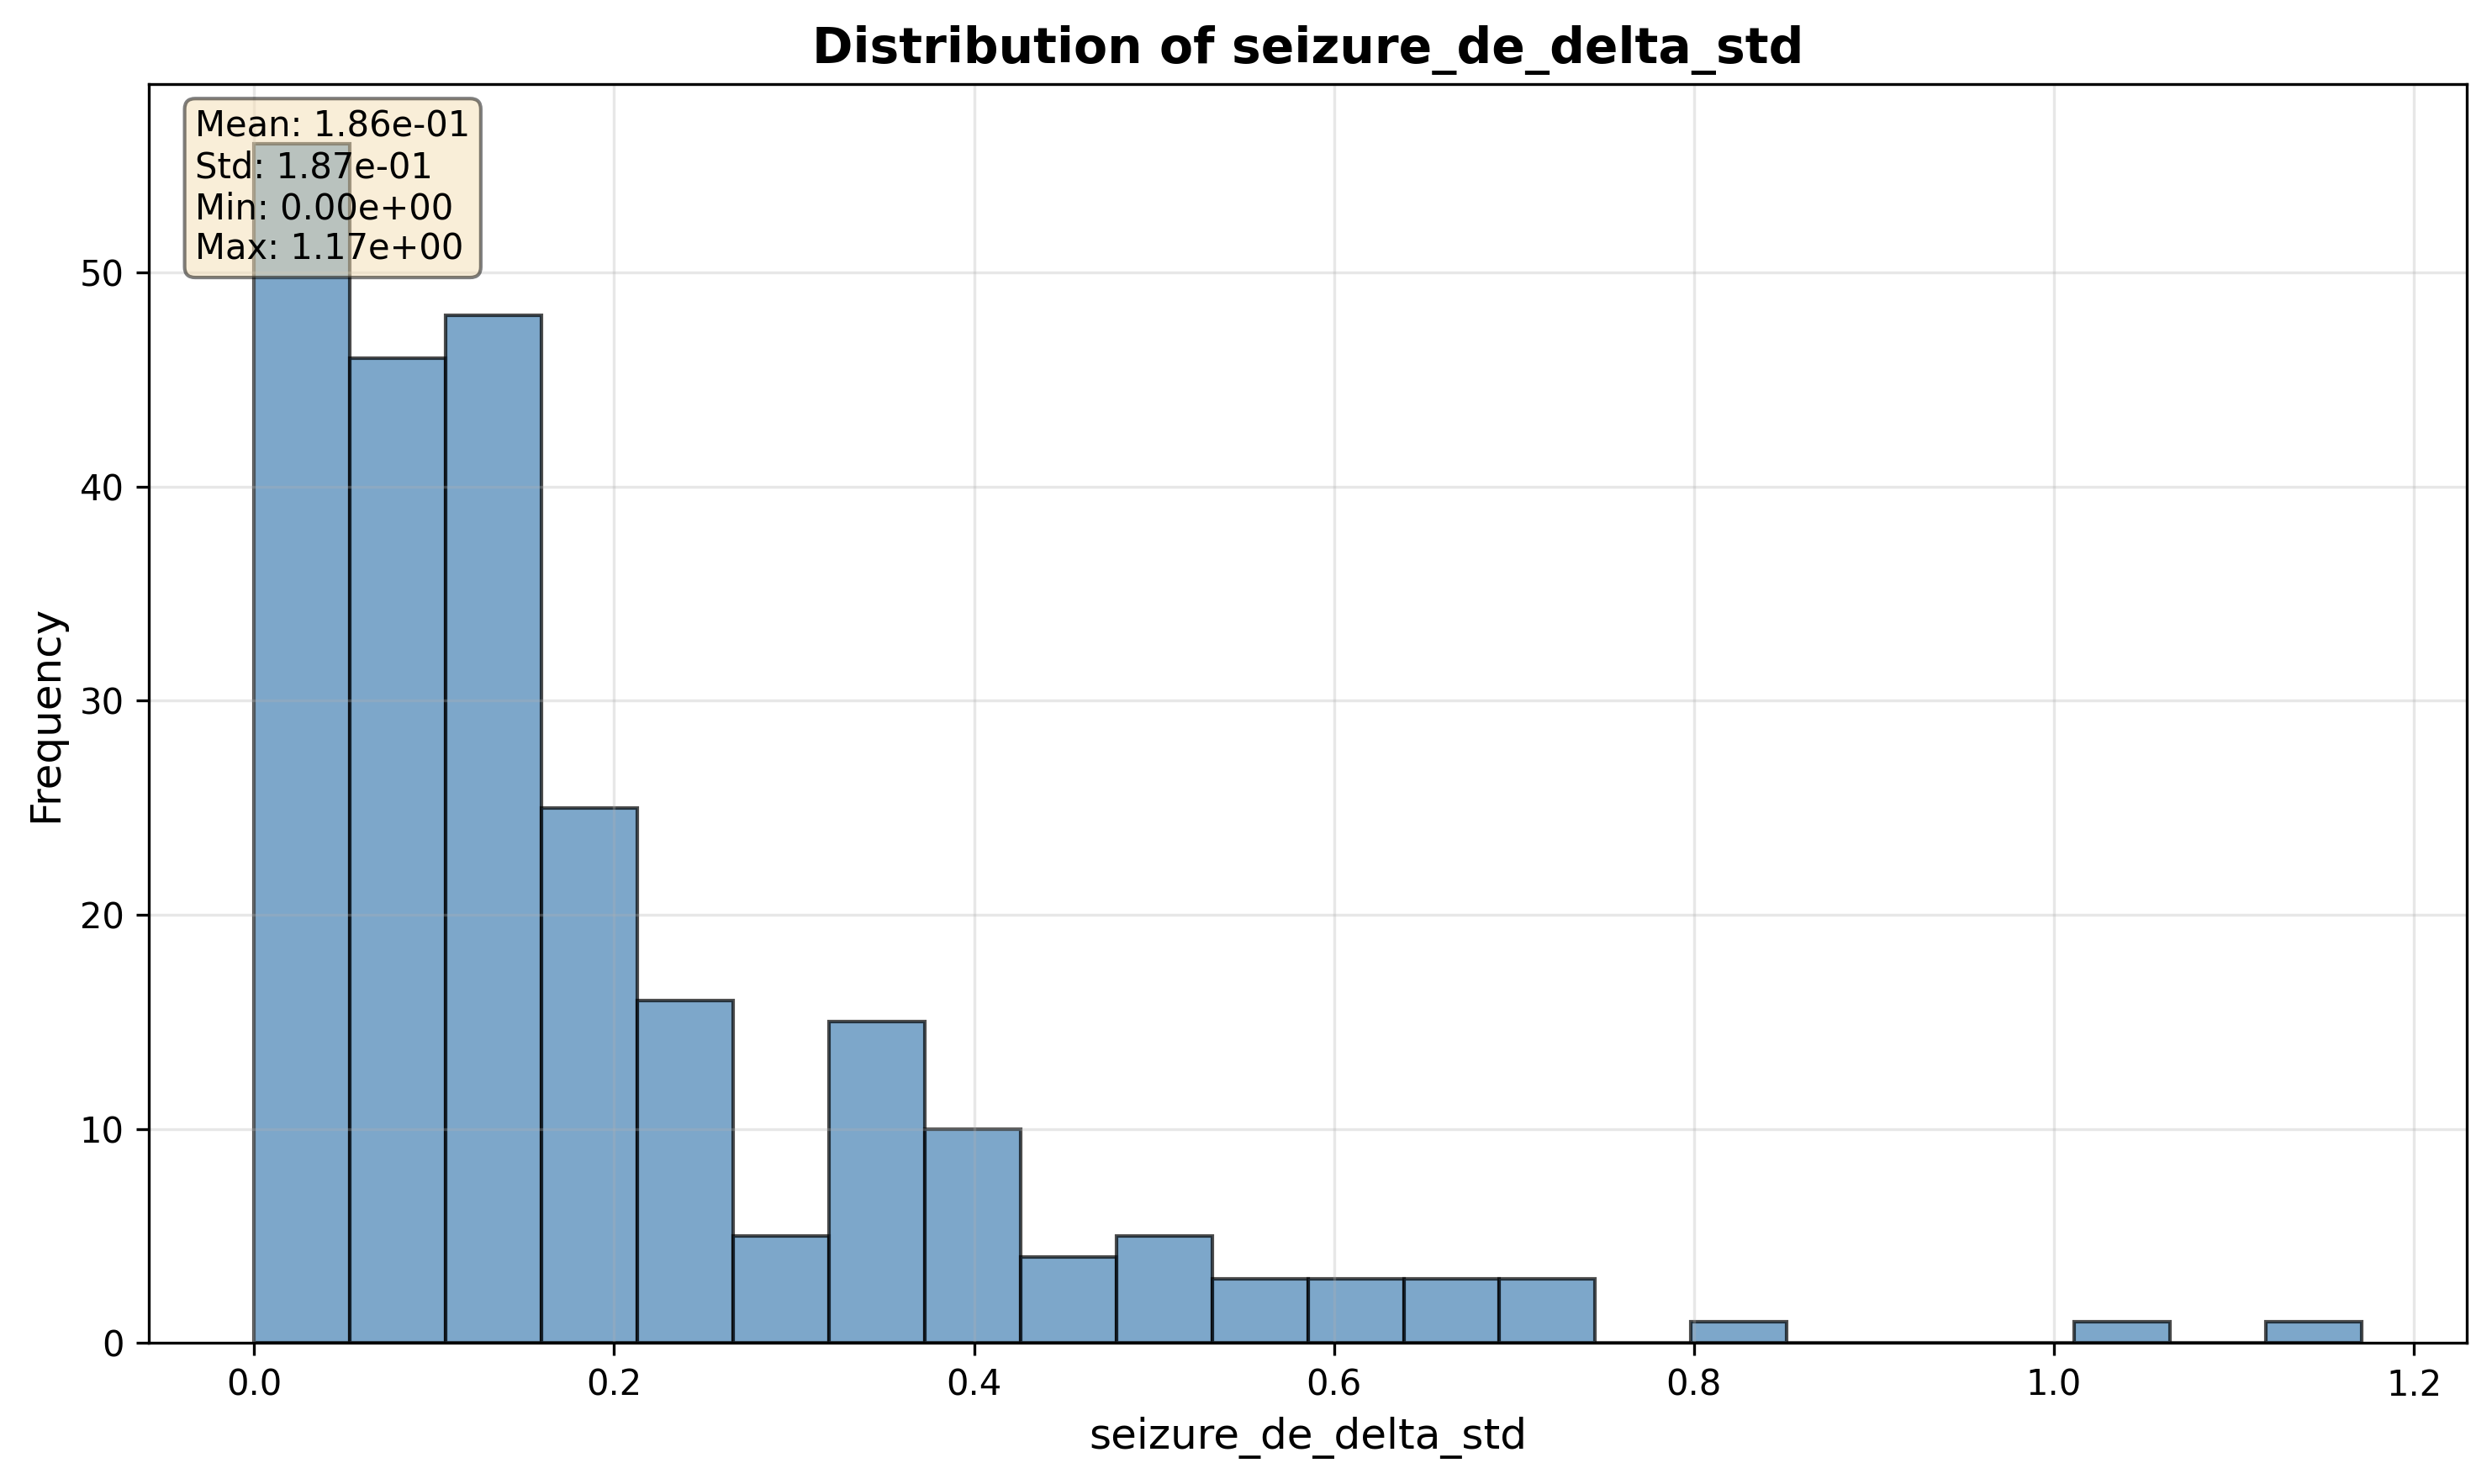 Distribution of seizure_de_delta_std
Mean: 1.86e-01
Std: 1.87e-01
Min: 0.00e+00
Max: 1.17e+00
50
40
30
20
10
0
Frequency
0.0 0.2 0.4 0.6 0.8 1.0 1.2
seizure_de_delta_std